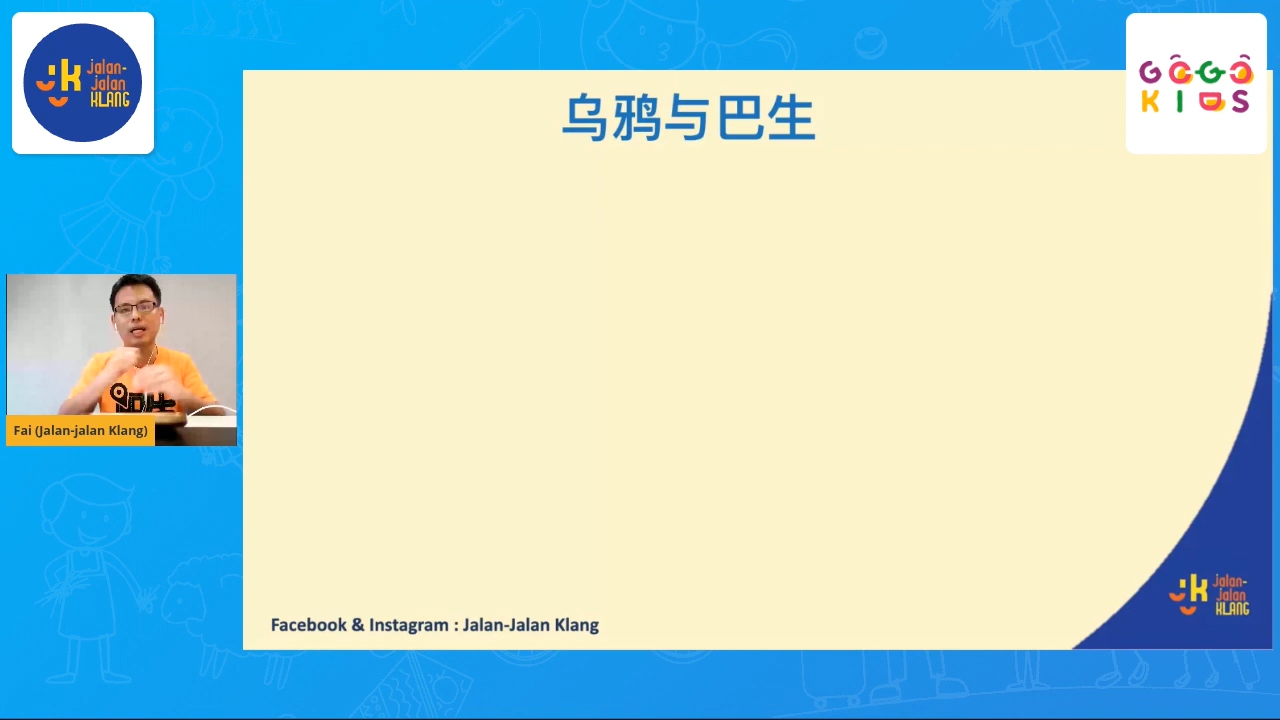 jalan-
jalan
KLANG
GOGO
KIDS
乌鸦与巴生
Fai (Jalan-jalan Klang)
Facebook & Instagram : Jalan-Jalan Klang
jalan-
jalan
KLANG